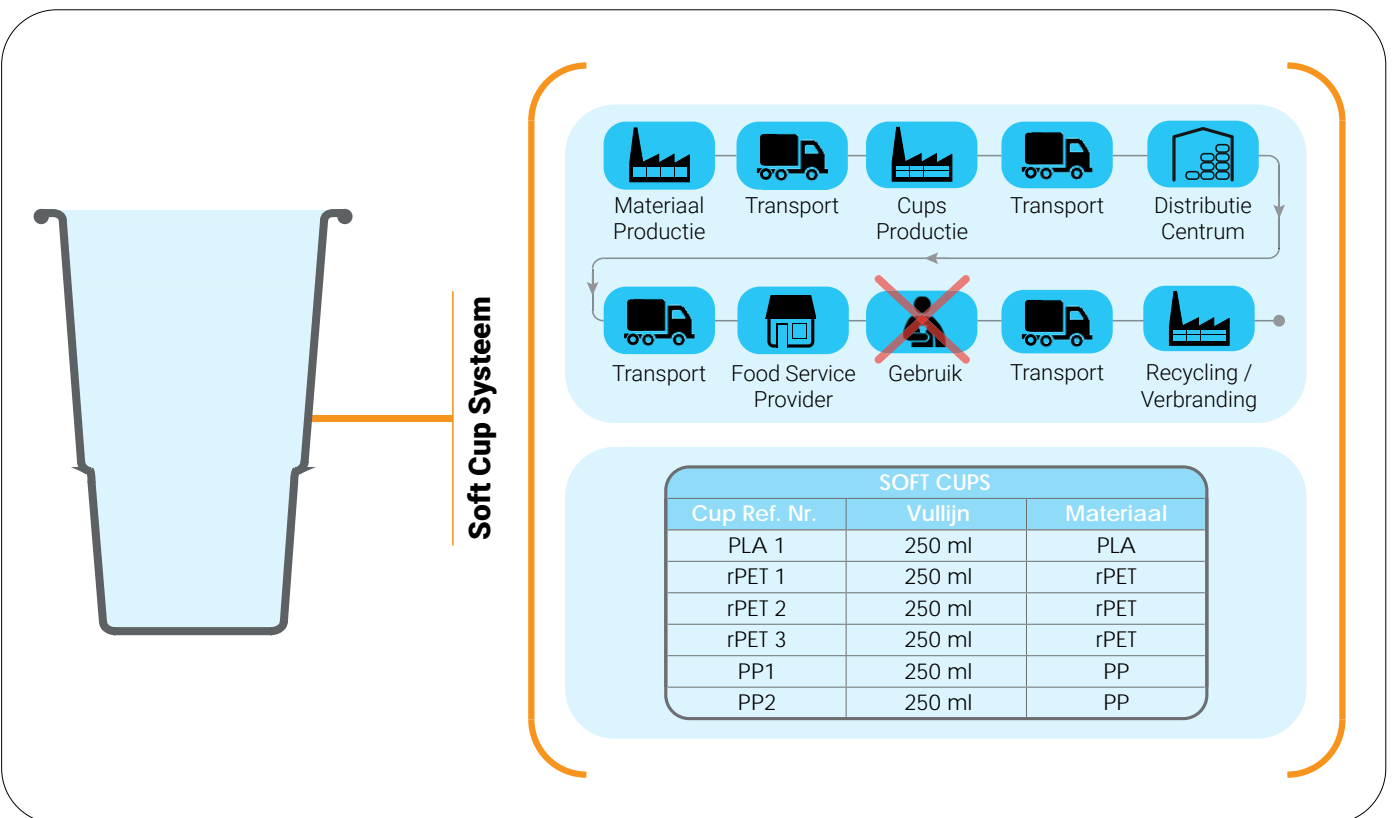 Soft Cup Systeem
Materiaal
Productie
Transport
Cups
Productie
Transport
Distributie
Centrum
Transport
Food Service
Provider
Gebruik
Transport
Recycling /
Verbranding
SOFT CUPS
Cup Ref. Nr. Vullijn Materiaal
PLA 1 250 ml PLA
rPET 1 250 ml rPET
rPET 2 250 ml rPET
rPET 3 250 ml rPET
PP1 250 ml PP
PP2 250 ml PP